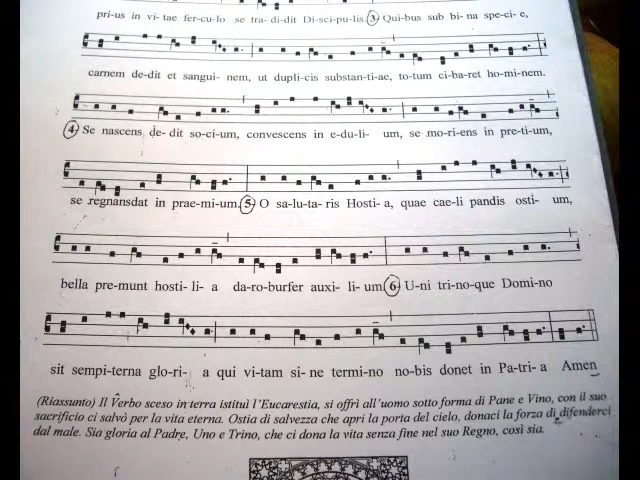 pri-us in vi-tae fer-cu-lo se tra-di-dit Di-sci-pu-lis. 3- Qui-bus sub bi-na spe-ci-e,
carnem de-dit et sangui-nem, ut dupli-cis substan-ti-ae, to-tum ci-ba-ret ho-mi-nem.
4- Se nascens de-dit so-ci-um, convescens in e-du-li-um, se mo-ri-ens in pre-ti-um,
se regnansdat in prae-mi-um. 5- O sa-lu-ta-ris Hosti-a, quae cae-li pandis osti-um,
bella pre-munt hosti-li-a da-ro-burfer auxi-li-um. 6- U-ni tri-no-que Domi-no
sit sempi-terna glo-ri-a qui vi-tam si-ne termi-no no-bis donet in Pa-tri-a Amen
(Riassunto) Il Verbo sceso in terra istituì l'Eucarestia, si offrì all'uomo sotto forma di Pane e Vino, con il suo
sacrificio ci salvò per la vita eterna. Ostia di salvezza che apri la porta del cielo, donaci la forza di difenderci
dal male. Sia gloria al Padre, Uno e Trino, che ci dona la vita senza fine nel suo Regno, così sia.